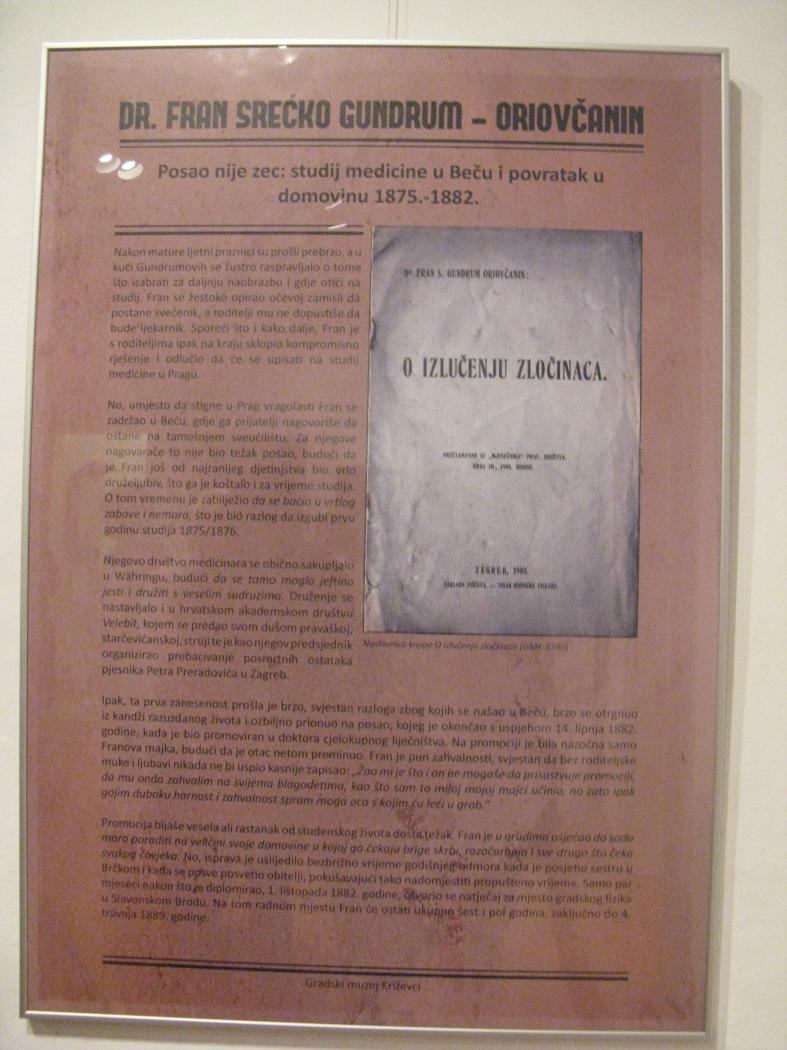 DR. FRAN SREĆKO GUNDRUM – ORIOVČANIN
Posao nije zec: studij medicine u Beču i povratak u
domovinu 1875.-1882.
Nakon mature ljetni praznici su prošli prebrzo, a u
kući Gundrumovih se žustro raspravljalo o tome
što izabrati za daljnju naobrazbu i gdje otići na
studij. Fran se žestoko opirao očevoj zamisli da
postane svećenik, a roditelji mu ne dopustiše da
bude ljekarnik. Sporeći što i kako dalje, Fran je
s roditeljima ipak na kraju sklopio kompromisno
rješenje i odlučio da će se upisati na studij
medicine u Pragu.
No, umjesto da stigne u Prag vragolasti Fran se
zadržao u Beču, gdje ga prijatelji nagovoriše da
ostane na tamošnjem sveučilištu. Za njegove
nagovarače to nije bio težak posao, budući da
je Fran još od najranijeg djetinjstva bio vrlo
druželjubiv, što ga je koštalo i za vrijeme studija.
O tom vremenu je zabilježio da se bacio u vrtlog
zabave i nemara, što je bio razlog da izgubi prvu
godinu studija 1875/1876.
Njegovo društvo medicinara se obično sakupljalo
u Währingu, budući da se tamo moglo jeftino
jesti i družiti s veselim sudruzima. Druženje se
nastavljalo i u hrvatskom akademskom društvu
Velebit, kojem se predao svom dušom pravaškoj,
starčevićanskoj, struji te je kao njegov predsjednik
organizirao prebacivanje posmrtnih ostataka
pjesnika Petra Preradovića u Zagreb.
DR. FRAN S. GUNDRUM ORIOVČANIN:
O IZLUČENJU ZLOČINACA.
PREŠTAMPANO IZ „MJESEČNIKA" PRAV. DRUŠTVA.
BROJ 10., 1908. GODINE.
ZAGREB, 1908.
NAKLADA PIŠČEVA. — TISAK DIONIČKE TISKARE.
Naslovnica knjige O izlučenju zločinaca (GMK-5740)
Ipak, ta prva zanesenost prošla je brzo, svjestan razloga zbog kojih se našao u Beču, brzo se otrgnuo
iz kandži razuzdanog života i ozbiljno prionuo na posao, kojeg je okončao s uspjehom 14. lipnja 1882.
godine, kada je bio promoviran u doktora cjelokupnog liječništva. Na promociji je bila nazočna samo
Franova majka, budući da je otac netom preminuo. Fran je pun zahvalnosti, svjestan da bez roditeljske
muke i ljubavi nikada ne bi uspio kasnije zapisao: „Žao mi je što i on ne mogaše da prisustvuje promociji,
da mu onda zahvalim na svijema blagodetima, kao što sam to miloj mojoj majci učinio, no zato ipak
gojim duboku harnost i zahvalnost spram moga oca s kojim ću leći u grob."
Promocija bijaše vesela ali rastanak od studenskog života dosta težak. Fran je u grudima osjećao da sada
mora poraditi na veličini svoje domovine u kojoj ga čekaju brige skrbi, razočaranja i sve drugo što čeka
svakog čovjeka. No, isprava je uslijedilo bezbrižno vrijeme godišnjeg odmora kada je posjetio sestru u
Brčkom i kada se posve posvetio obitelji, pokušavajući tako nadomjestiti propušteno vrijeme. Samo par
mjeseci nakon što je diplomirao, 1. listopada 1882. godine, otvorio se natječaj za mjesto gradskog fizika
u Slavonskom Brodu. Na tom radnom mjestu Fran će ostati ukupno šest i pol godina, zaključno do 4.
travnja 1889. godine.
Gradski muzej Križevci